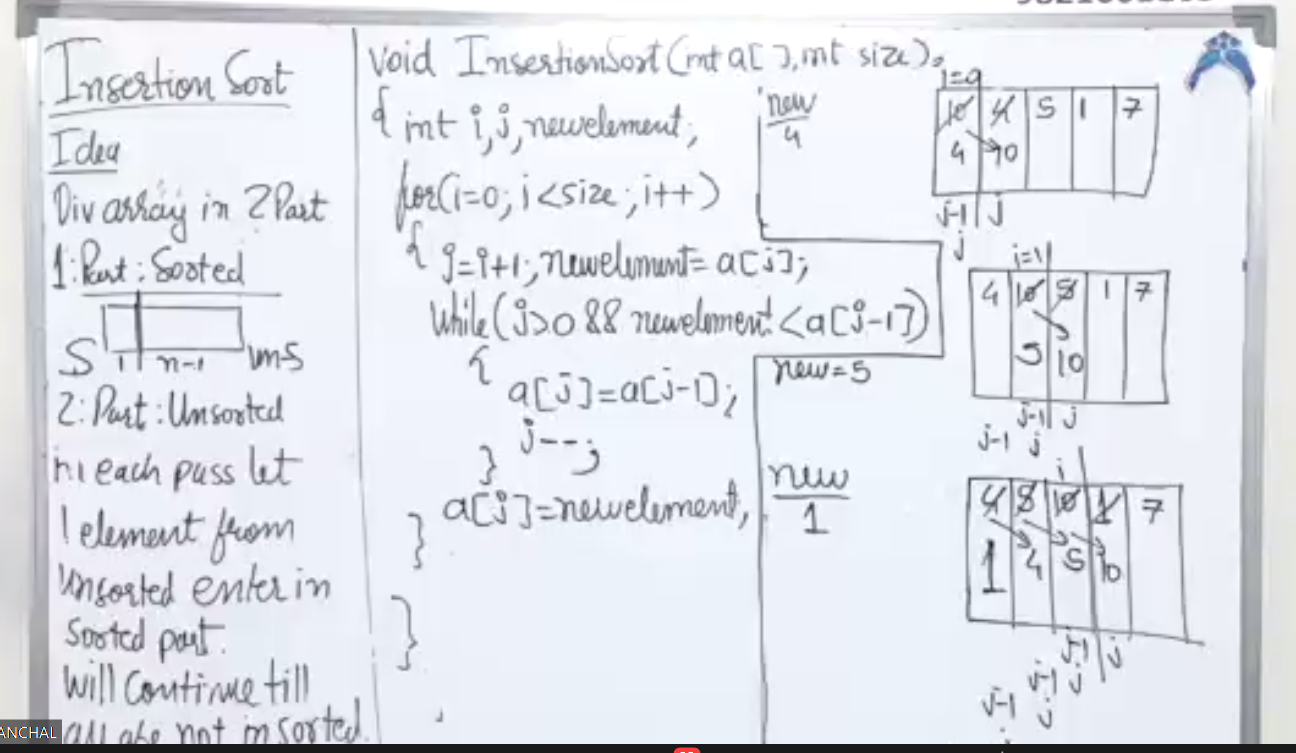 Insertion Sort
Idea
Div array in 2 Part
1: Part : Sorted
S 1 n-1 un-S
2: Part : Unsorted
in each pass let
1 element from
Unsorted enter in
Sorted part.
Will Continue till
all are not in sorted.
ANCHAL
void InsertionSort (int a[ ], int size)
{ int i, j, newelement;
for(i=0; i<size ; i++)
{ j=i+1; newelement= a[j];
while(j>0 && newelement <a[j-1])
{
a[j]=a[j-1];
j--;
}
a[j]=newelement,
}
}
new
4
10 4 5 1 7
4 10
j-1 j
j
new=5
i=1
4 10 5 1 7
5 10
j-1 j
j-1 j
new
1
i
4 5 10 1 7
1 4 5 10
j-1 j
j-1 j
j-1 j